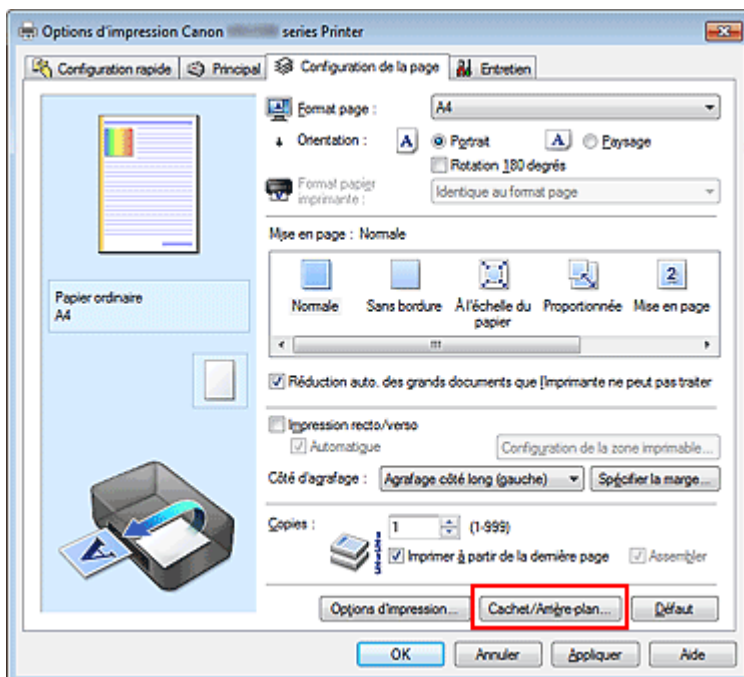 Options d'impression Canon series Printer
Configuration rapide Principal Configuration de la page Entretien
Format page : A4
Orientation : A Portrait A Paysage
Rotation 180 degrés
Format papier imprimante : Identique au format page
Mise en page : Normale
Normale Sans bordure À l'échelle du papier Proportionnée Mise en page
Papier ordinaire
A4
Réduction auto. des grands documents que l'imprimante ne peut pas traiter
Impression recto/verso
Automatique Configuration de la zone imprimable...
Côté d'agrafage : Agrafage côté long (gauche) Spécifier la marge...
Copies : 1 (1-999)
Imprimer à partir de la dernière page Assembler
Options d'impression... Cachet/Arrière-plan... Défaut
OK Annuler Appliquer Aide